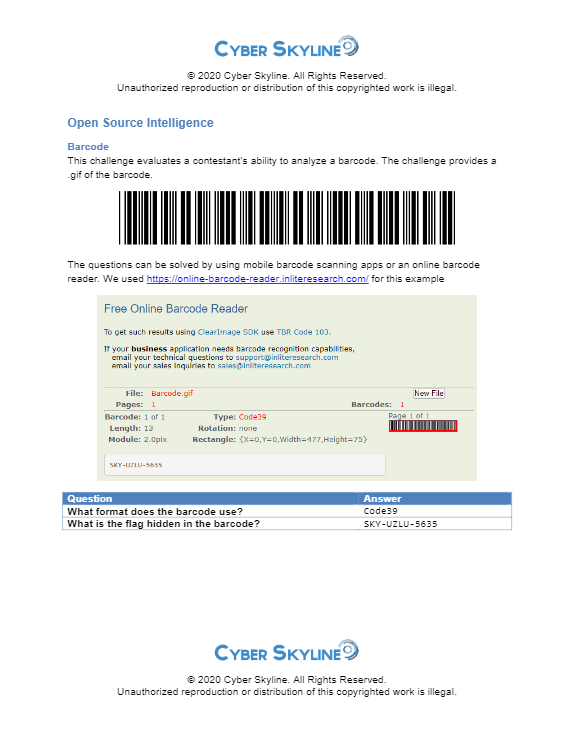 CYBER SKYLINE
© 2020 Cyber Skyline. All Rights Reserved.
Unauthorized reproduction or distribution of this copyrighted work is illegal.
Open Source Intelligence
Barcode
This challenge evaluates a contestant's ability to analyze a barcode. The challenge provides a
.gif of the barcode.
The questions can be solved by using mobile barcode scanning apps or an online barcode
reader. We used https://online-barcode-reader.inliteresearch.com/ for this example
Free Online Barcode Reader
To get such results using ClearImage SDK use TBR Code 103.
If your business application needs barcode recognition capabilities,
email your technical questions to support@inliteresearch.com
email your sales inquiries to sales@inliteresearch.com
File: Barcode.gif New File
Pages: 1 Barcodes: 1
Barcode: 1 of 1 Type: Code39 Page 1 of 1
Length: 13 Rotation: none
Module: 2.0pix Rectangle: {X=0,Y=0,Width=477,Height=75}
SKY-UZLU-5635
Question Answer
What format does the barcode use? Code39
What is the flag hidden in the barcode? SKY-UZLU-5635
CYBER SKYLINE
© 2020 Cyber Skyline. All Rights Reserved.
Unauthorized reproduction or distribution of this copyrighted work is illegal.